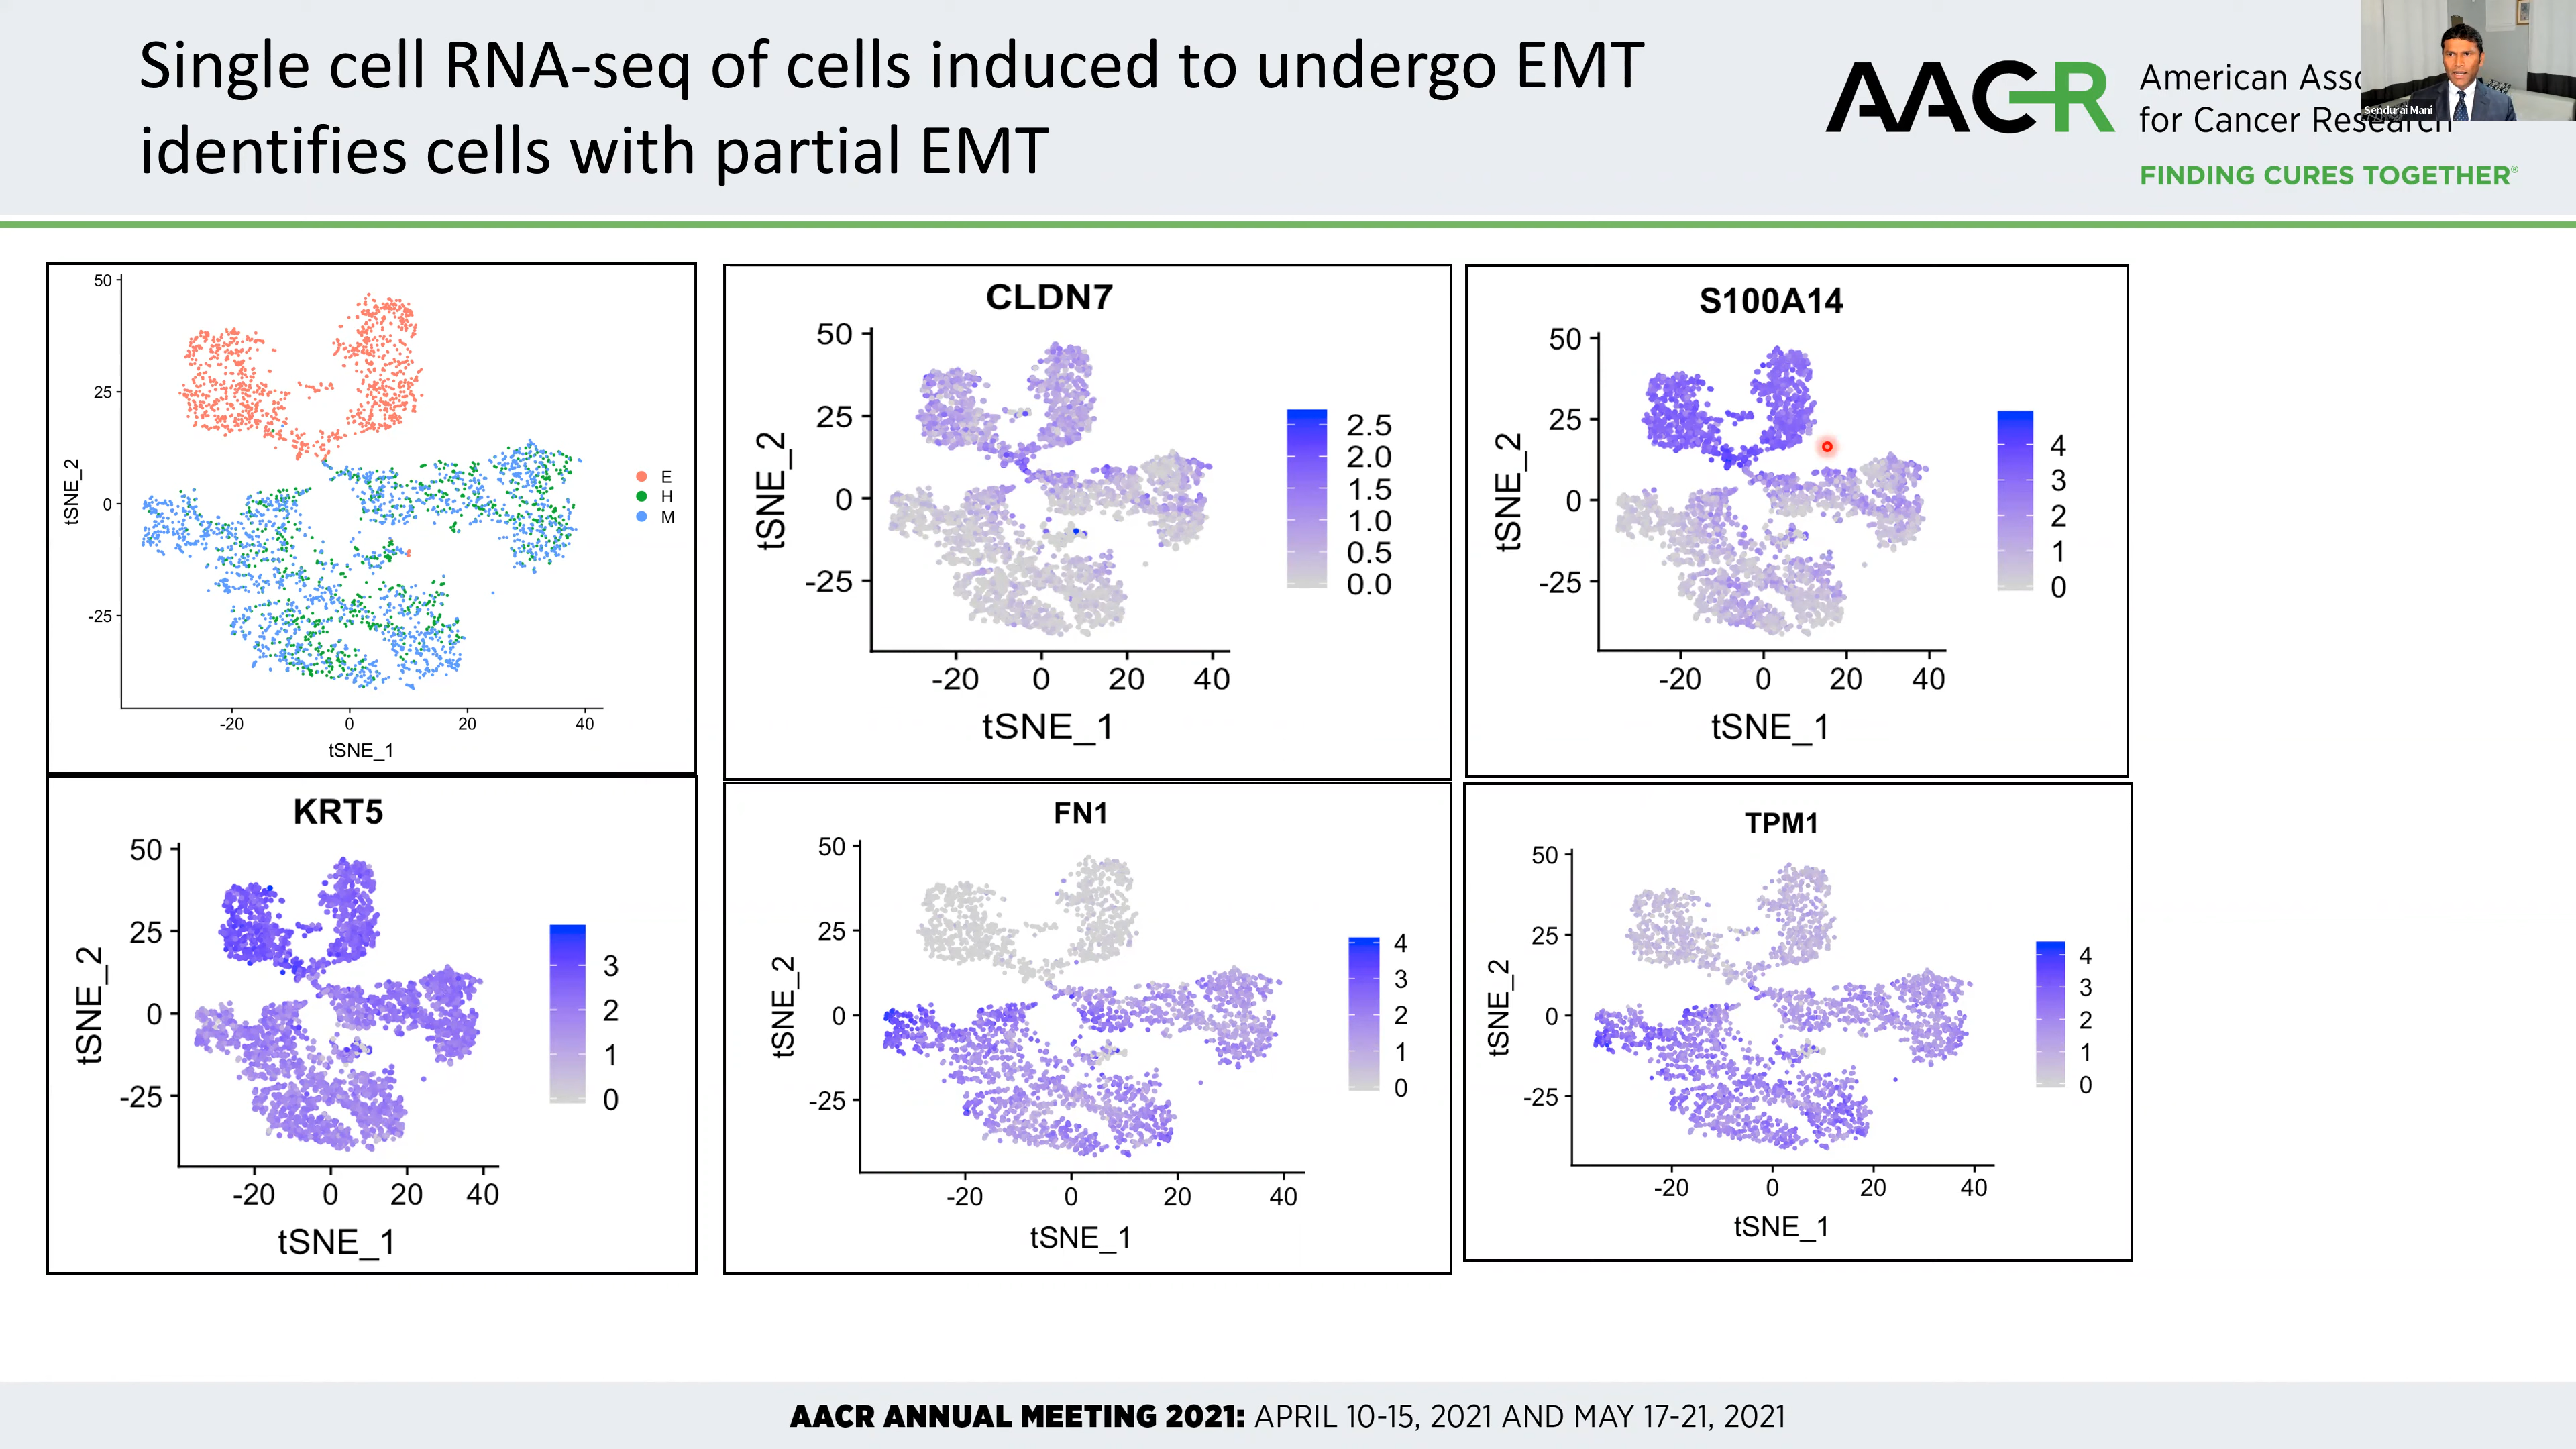 Single cell RNA-seq of cells induced to undergo EMT
identifies cells with partial EMT
AACR
American Asso
for Cancer Research
FINDING CURES TOGETHER®
Sendurai Mani
50
25
0
-25
tSNE_2
-20 0 20 40
tSNE_1
E
H
M
CLDN7
50
25
0
-25
tSNE_2
-20 0 20 40
tSNE_1
2.5
2.0
1.5
1.0
0.5
0.0
S100A14
50
25
0
-25
tSNE_2
-20 0 20 40
tSNE_1
4
3
2
1
0
KRT5
50
25
0
-25
tSNE_2
-20 0 20 40
tSNE_1
3
2
1
0
FN1
50
25
0
-25
tSNE_2
-20 0 20 40
tSNE_1
4
3
2
1
0
TPM1
50
25
0
-25
tSNE_2
-20 0 20 40
tSNE_1
4
3
2
1
0
AACR ANNUAL MEETING 2021: APRIL 10-15, 2021 AND MAY 17-21, 2021